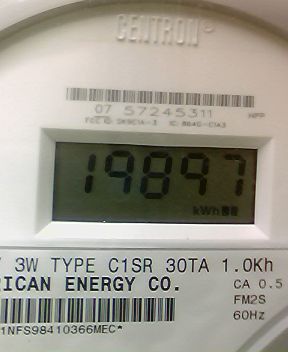 CENTRON®
07 57245311
19897
kWh
3W TYPE C1SR 30TA 1.0Kh
RICAN ENERGY CO.
CA 0.5
FM2S
60Hz
1NFS98410366MEC*